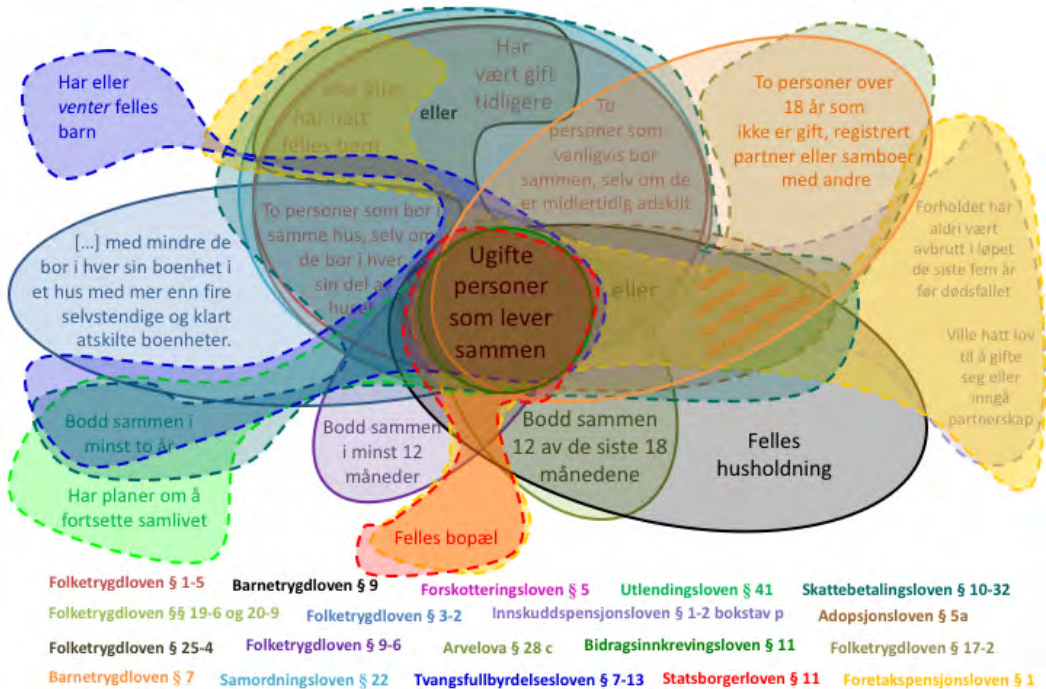 Har eller
venter felles
barn
har hatt
felles barn
eller
Har
vært gift
tidligere
To
personer som
vanligvis bor
sammen, selv om de
er midlertidig adskilt
To personer over
18 år som
ikke er gift, registrert
partner eller samboer
med andre
[...] med mindre de
bor i hver sin boenhet i
et hus med mer enn fire
selvstendige og klart
atskilte boenheter.
To personer som bor i
samme hus, selv om
de bor i hver
sin del av
huset
Ugifte
personer
som lever
sammen
eller
Forholdet har
aldri vært
avbrutt i løpet
de siste fem år
før dødsfallet
Ville hatt lov
til å gifte
seg eller
inngå
partnerskap
Bodd sammen i
minst to år
Bodd sammen
i minst 12
måneder
Bodd sammen
12 av de siste 18
månedene
Felles
husholdning
Har planer om å
fortsette samlivet
Felles bopæl
Folketrygdloven § 1-5 Barnetrygdloven § 9 Forskotteringsloven § 5 Utlendingsloven § 41 Skattebetalingsloven § 10-32
Folketrygdloven §§ 19-6 og 20-9 Folketrygdloven § 3-2 Innskuddspensjonsloven § 1-2 bokstav p Adopsjonsloven § 5a
Folketrygdloven § 25-4 Folketrygdloven § 9-6 Arvelova § 28 c Bidragsinnkrevingsloven § 11 Folketrygdloven § 17-2
Barnetrygdloven § 7 Samordningsloven § 22 Tvangsfullbyrdelsesloven § 7-13 Statsborgerloven § 11 Foretakspensjonsloven § 1